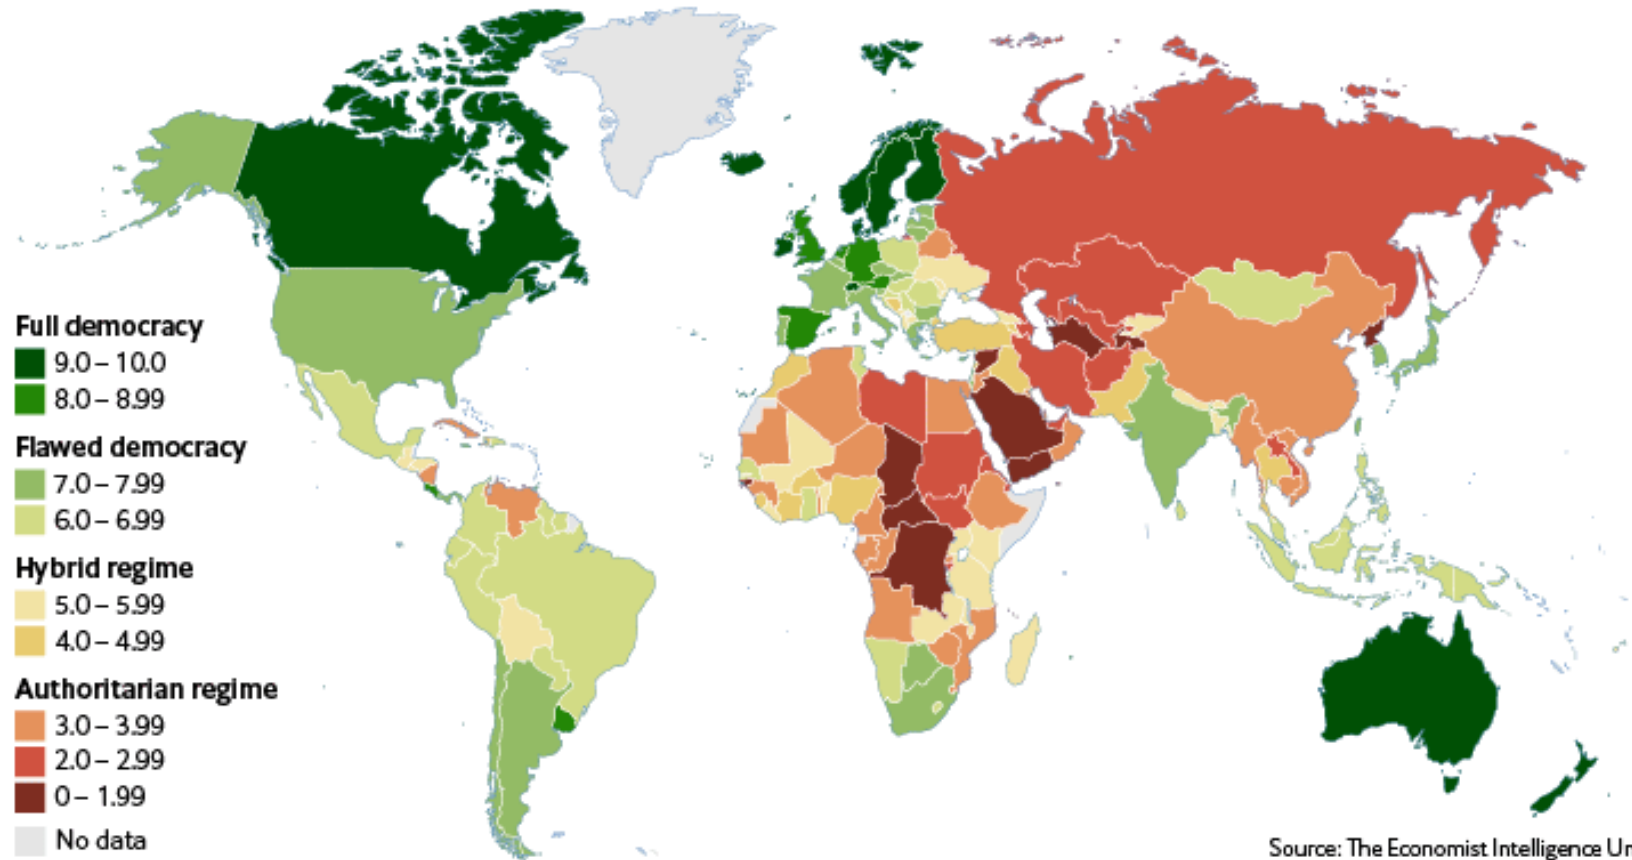 Full democracy
9.0 – 10.0
8.0 – 8.99
Flawed democracy
7.0 – 7.99
6.0 – 6.99
Hybrid regime
5.0 – 5.99
4.0 – 4.99
Authoritarian regime
3.0 – 3.99
2.0 – 2.99
0 – 1.99
No data
Source: The Economist Intelligence